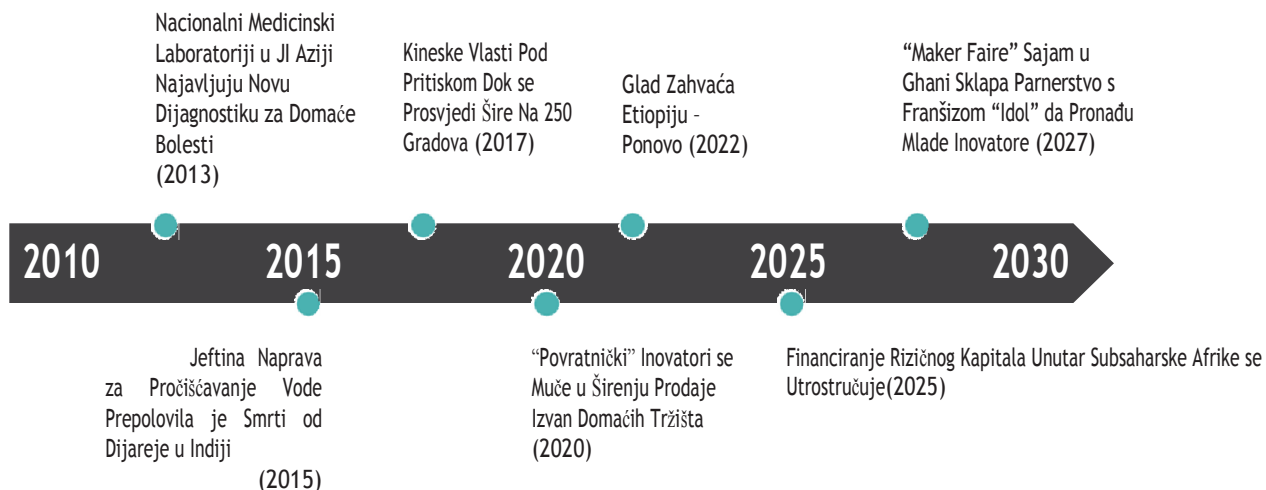 Nacionalni Medicinski
Laboratoriji u JI Aziji
Najavljuju Novu
Dijagnostiku za Domaće
Bolesti
(2013)
Kineske Vlasti Pod
Pritiskom Dok se
Prosvjedi Šire Na 250
Gradova (2017)
Glad Zahvaća
Etiopiju -
Ponovo (2022)
“Maker Faire” Sajam u
Ghani Sklapa Parnerstvo s
Franšizom “Idol” da Pronađu
Mlade Inovatore (2027)
2010 2015 2020 2025 2030
Jeftina Naprava
za Pročišćavanje Vode
Prepolovila je Smrti od
Dijareje u Indiji
(2015)
“Povratnički” Inovatori se
Muče u Širenju Prodaje
Izvan Domaćih Tržišta
(2020)
Financiranje Rizičnog Kapitala Unutar Subsaharske Afrike se
Utrostručuje(2025)